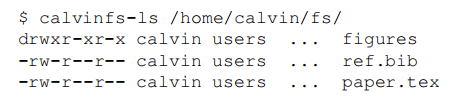 $ calvinfs-ls /home/calvin/fs/
drwxr-xr-x calvin users ... figures
-rw-r--r-- calvin users ... ref.bib
-rw-r--r-- calvin users ... paper.tex